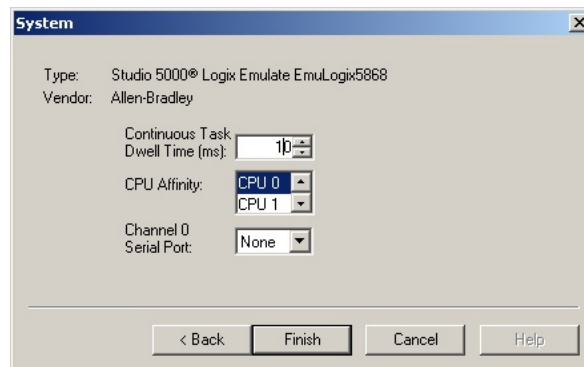 System
Type: Studio 5000® Logix Emulate EmuLogix5868
Vendor: Allen-Bradley
Continuous Task
Dwell Time (ms): 10
CPU Affinity: CPU 0
CPU 1
Channel 0
Serial Port: None
< Back Finish Cancel Help